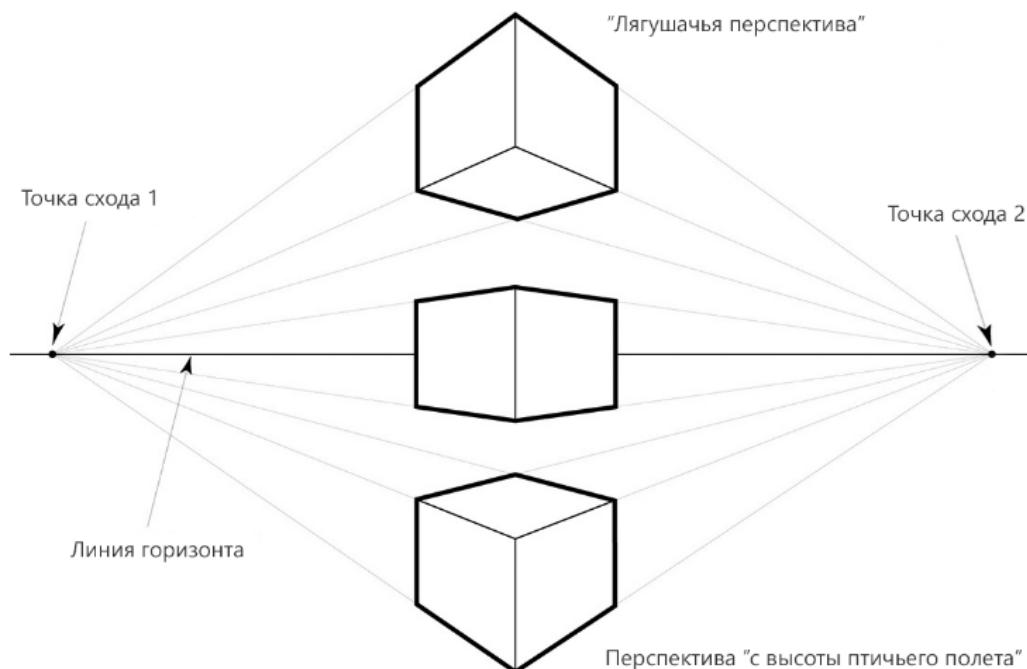 "Лягушачья перспектива"
Точка схода 1
Точка схода 2
Линия горизонта
Перспектива "с высоты птичьего полета"